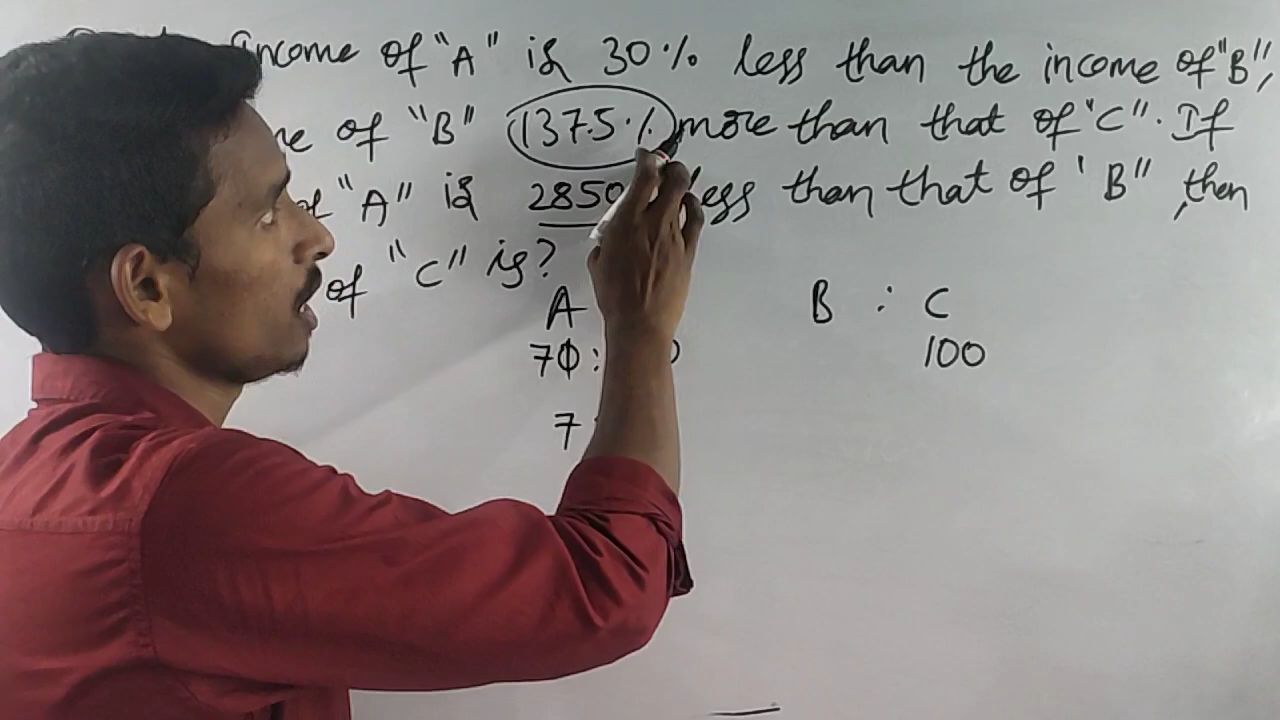 income of "A" is 30% less than the income of "B",
of "B" 137.5% more than that of "C". If
of "A" is 2850 less than that of "B", then
of "C" is?
A B : C
70 : 100
7 :